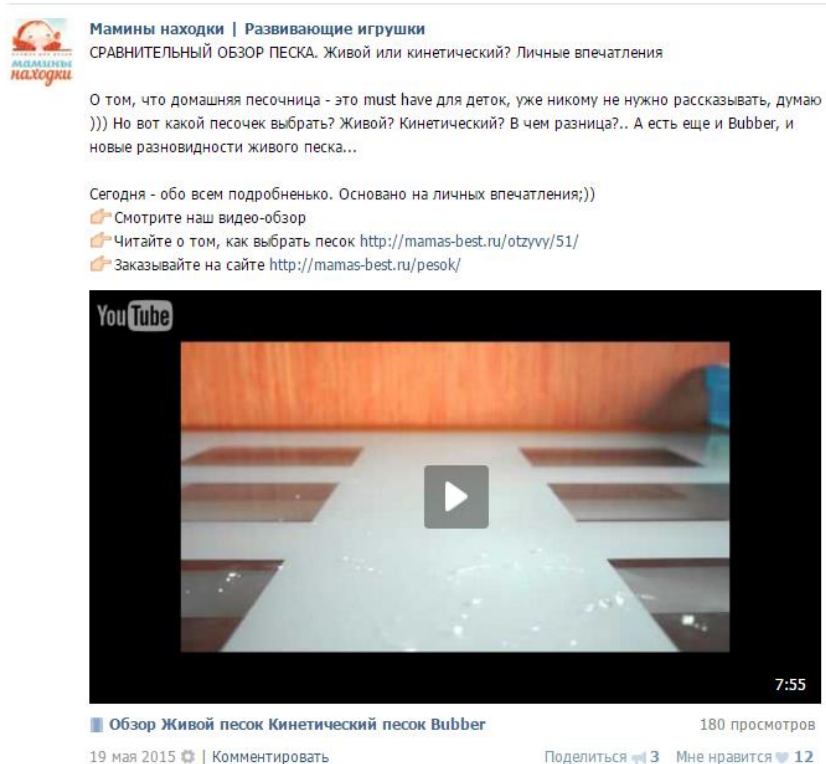 Мамины находки | Развивающие игрушки
мамины
находки
СРАВНИТЕЛЬНЫЙ ОБЗОР ПЕСКА. Живой или кинетический? Личные впечатления
О том, что домашняя песочница - это must have для деток, уже никому не нужно рассказывать, думаю
))) Но вот какой песочек выбрать? Живой? Кинетический? В чем разница?.. А есть еще и Bubber, и
новые разновидности живого песка...
Сегодня - обо всем подробненько. Основано на личных впечатления;))
👉Смотрите наш видео-обзор
👉Читайте о том, как выбрать песок http://mamas-best.ru/otzyvy/51/
👉Заказывайте на сайте http://mamas-best.ru/pesok/
YouTube
7:55
Обзор Живой песок Кинетический песок Bubber 180 просмотров
19 мая 2015 | Комментировать Поделиться 3 Мне нравится 12